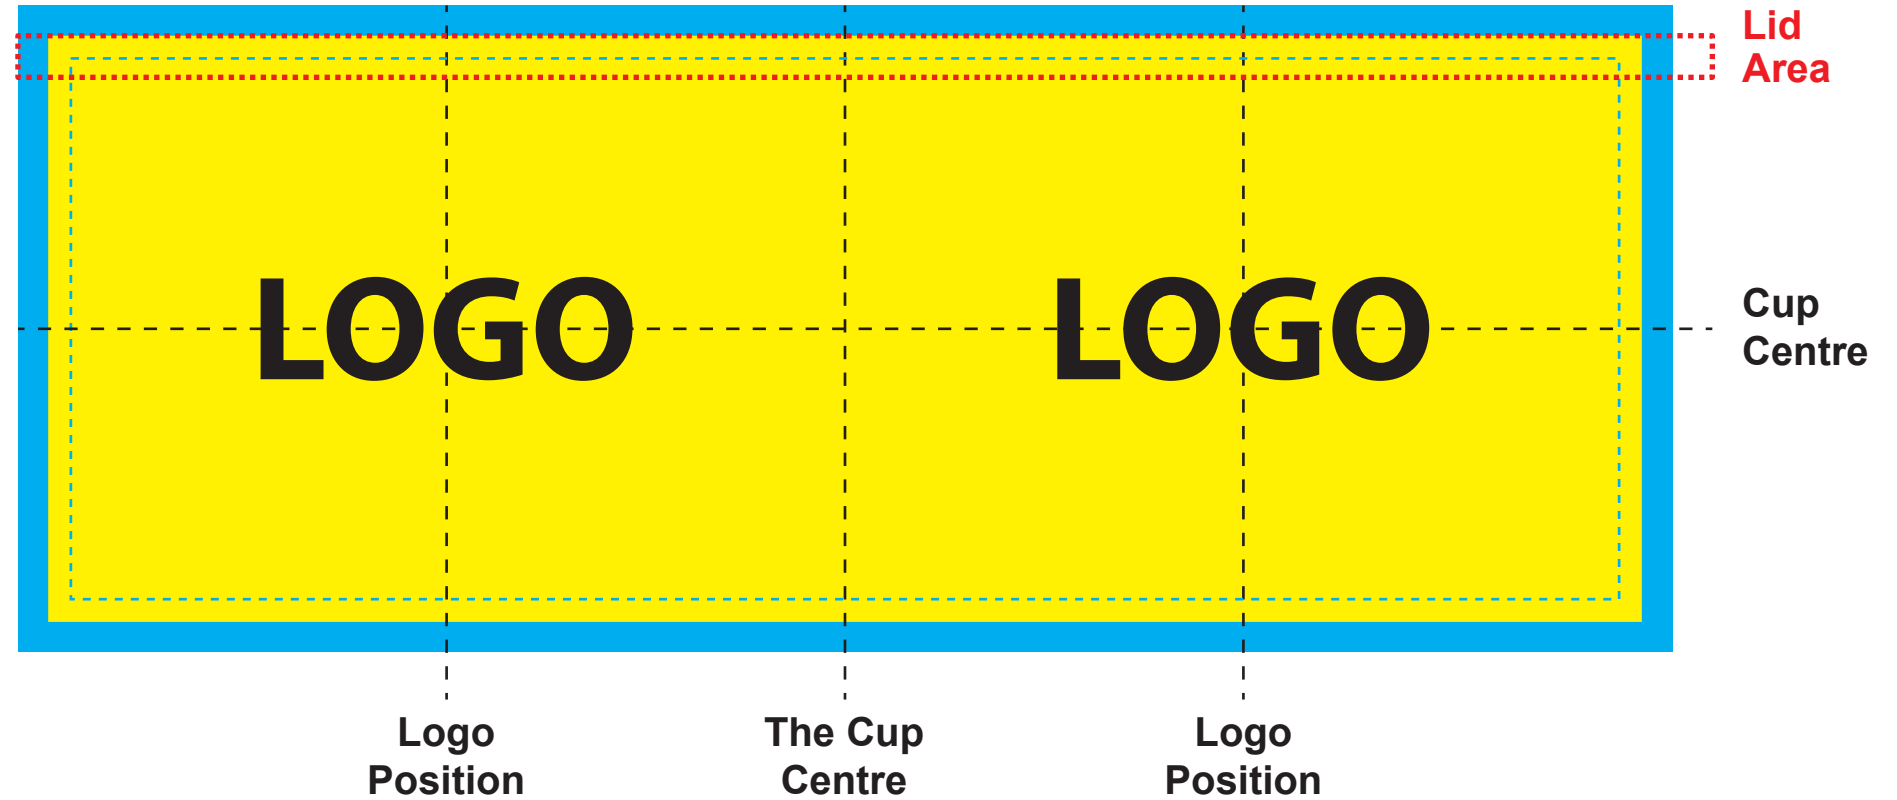 Lid
Area
LOGO LOGO
Cup
Centre
Logo
Position
The Cup
Centre
Logo
Position